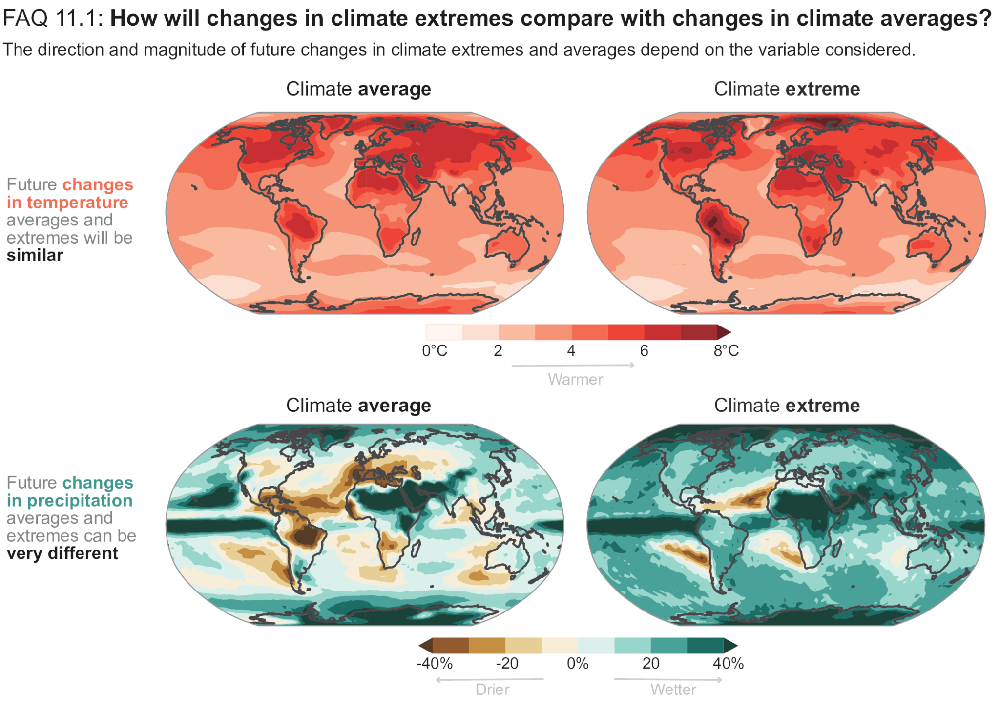 FAQ 11.1: How will changes in climate extremes compare with changes in climate averages?
The direction and magnitude of future changes in climate extremes and averages depend on the variable considered.
Climate average
Climate extreme
Future changes
in temperature
averages and
extremes will be
similar
0°C 2 4 6 8°C
Warmer
Climate average
Climate extreme
Future changes
in precipitation
averages and
extremes can be
very different
-40% -20 0% 20 40%
Drier Wetter